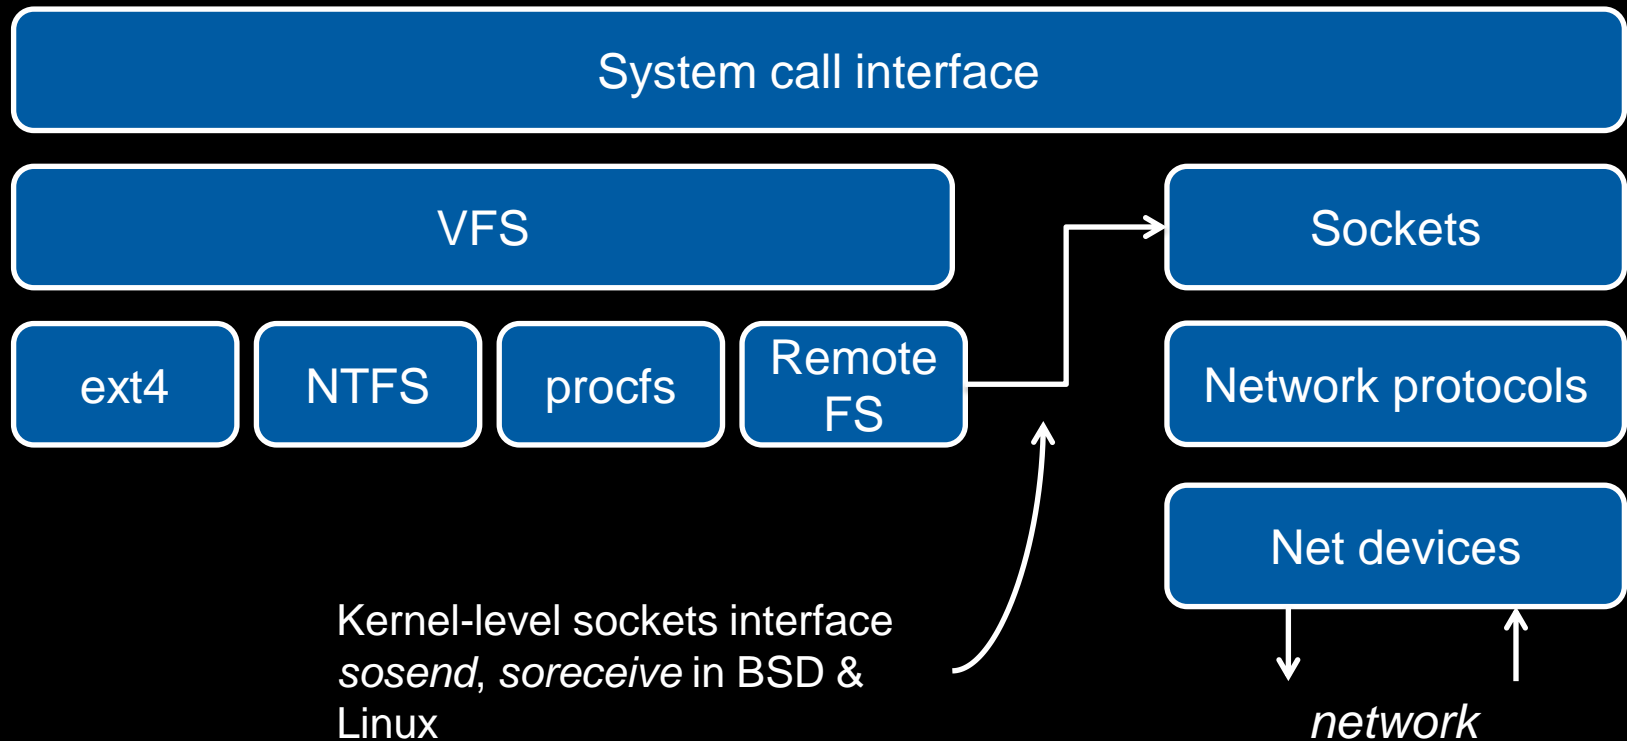 System call interface
VFS
Sockets
ext4
NTFS
procfs
Remote
FS
Network protocols
Net devices
Kernel-level sockets interface
sosend, soreceive in BSD &
Linux
network